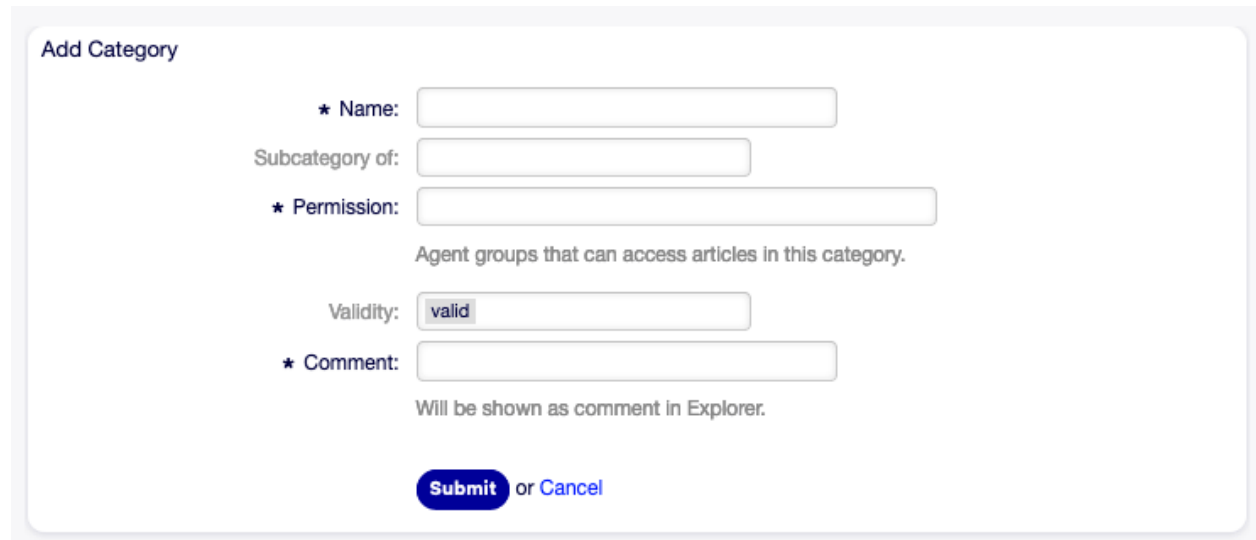 Add Category
★ Name:
Subcategory of:
★ Permission:
Agent groups that can access articles in this category.
Validity: valid
★ Comment:
Will be shown as comment in Explorer.
Submit or Cancel